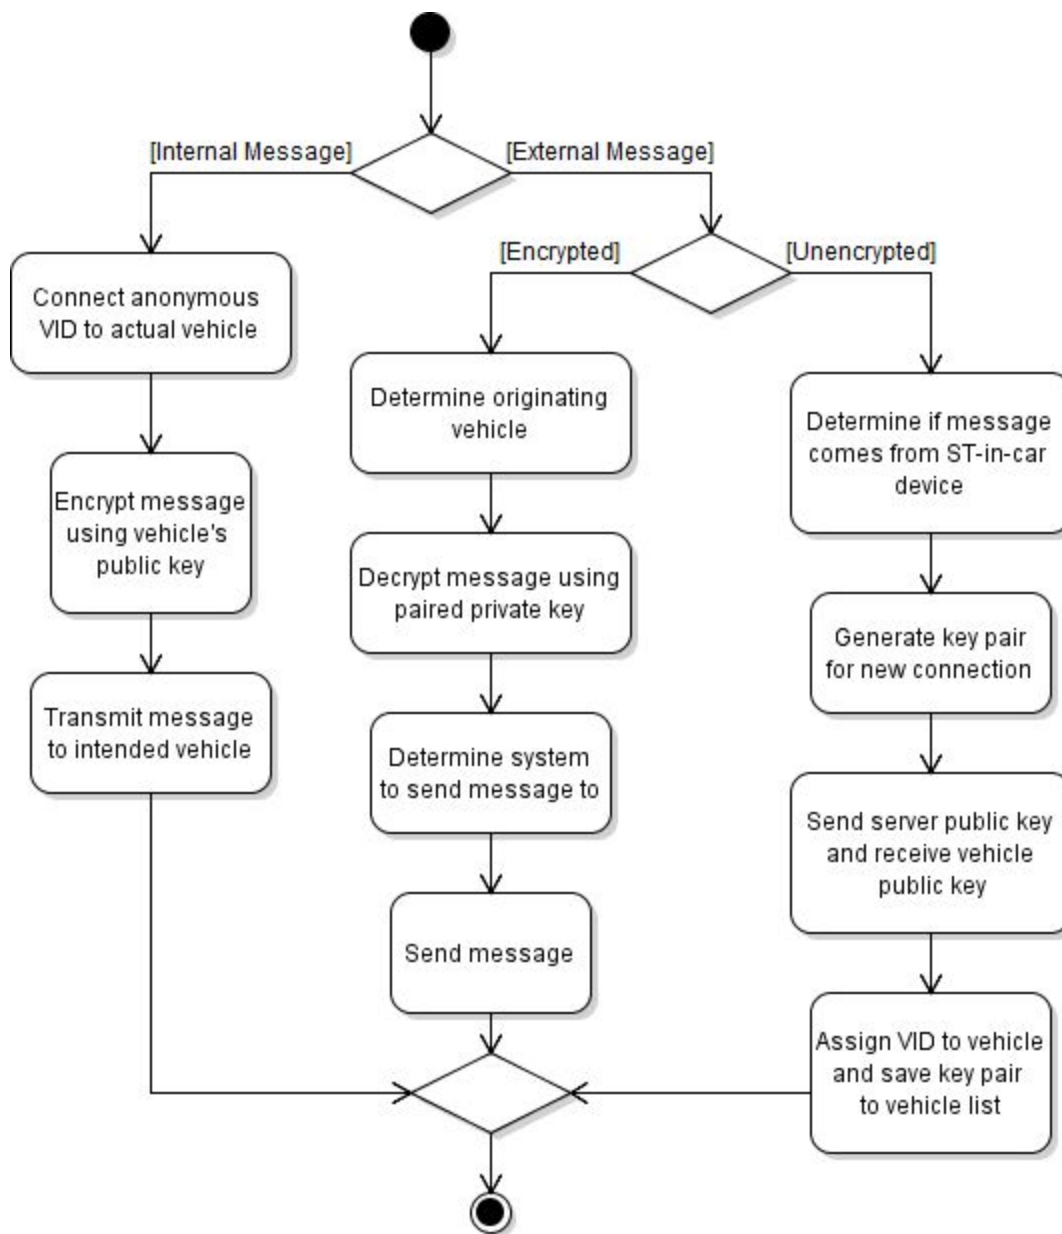 [Internal Message]
[External Message]
[Encrypted]
[Unencrypted]
Connect anonymous
VID to actual vehicle
Encrypt message
using vehicle's
public key
Transmit message
to intended vehicle
Determine originating
vehicle
Decrypt message using
paired private key
Determine system
to send message to
Send message
Determine if message
comes from ST-in-car
device
Generate key pair
for new connection
Send server public key
and receive vehicle
public key
Assign VID to vehicle
and save key pair
to vehicle list